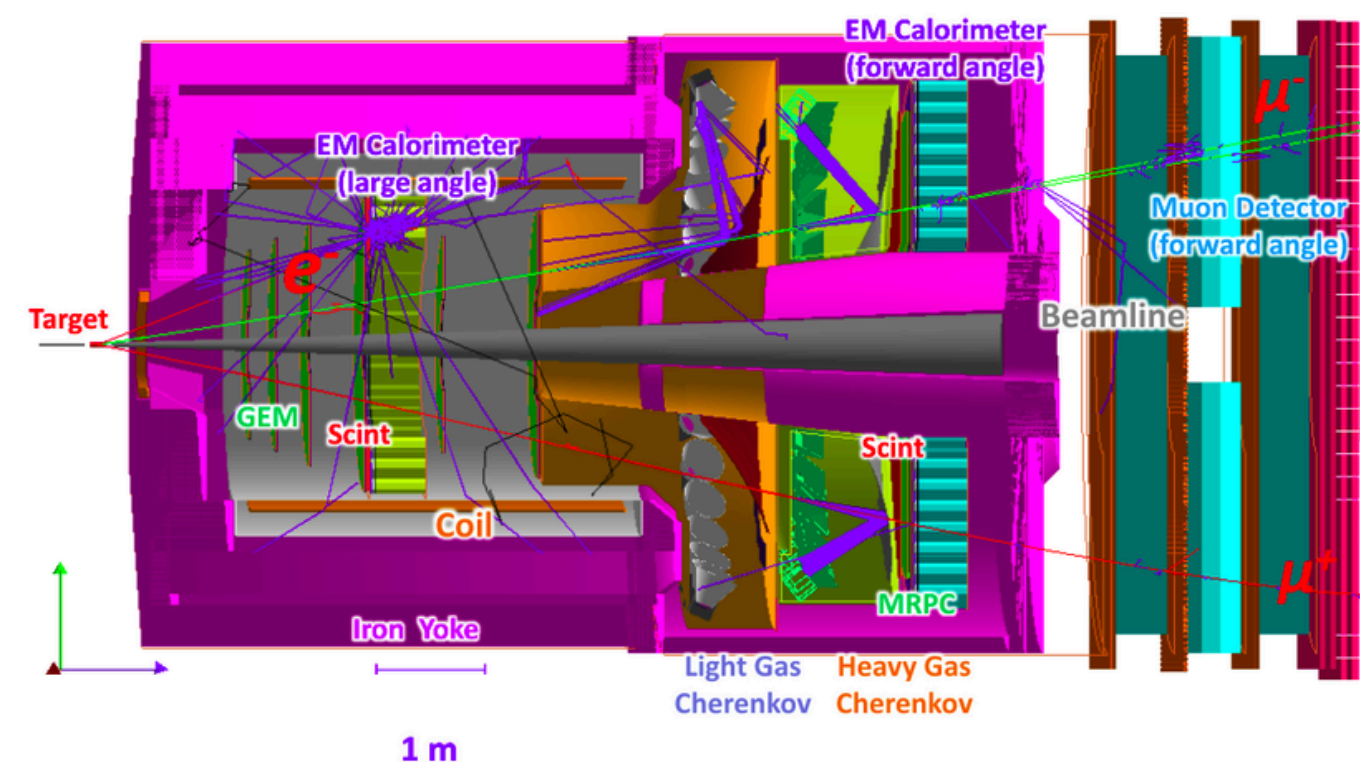 EM Calorimeter
(forward angle)
μ-
EM Calorimeter
(large angle)
Muon Detector
(forward angle)
e-
Target
Beamline
GEM
Scint
Scint
Coil
μ+
MRPC
Iron Yoke
Light Gas
Cherenkov
Heavy Gas
Cherenkov
1 m